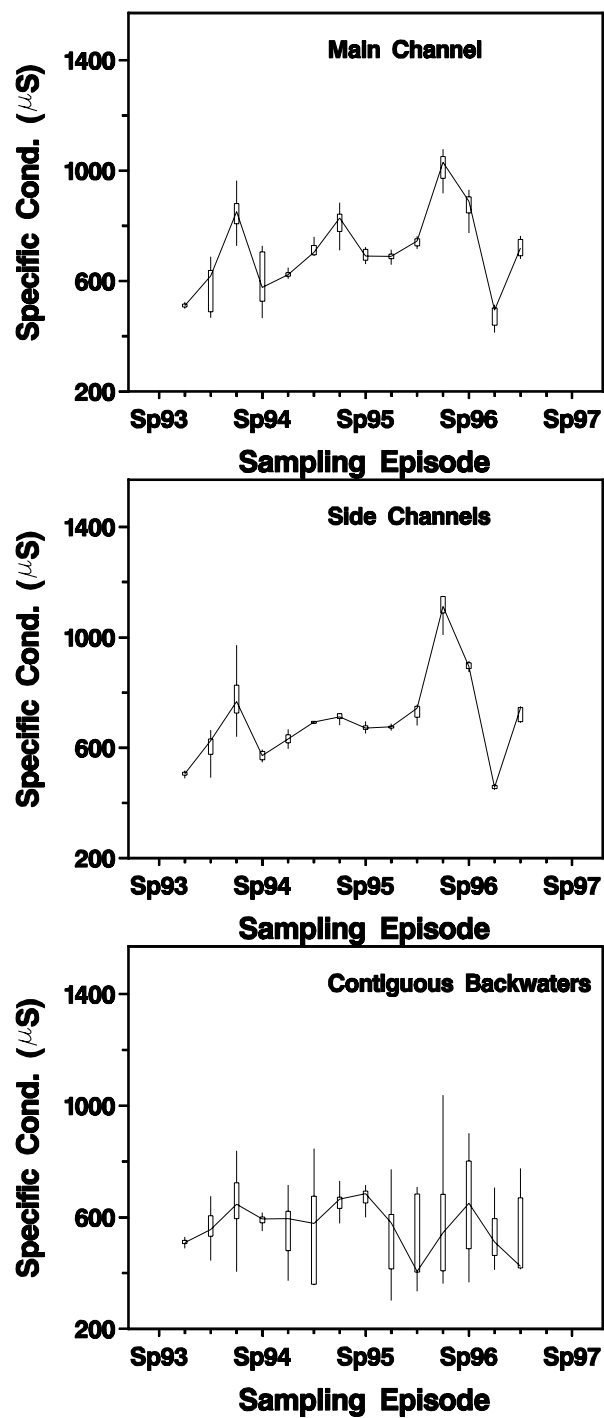 Main Channel
Specific Cond. (μS)
1400
1000
600
200
Sp93 Sp94 Sp95 Sp96 Sp97
Sampling Episode
Side Channels
Specific Cond. (μS)
1400
1000
600
200
Sp93 Sp94 Sp95 Sp96 Sp97
Sampling Episode
Contiguous Backwaters
Specific Cond. (μS)
1400
1000
600
200
Sp93 Sp94 Sp95 Sp96 Sp97
Sampling Episode